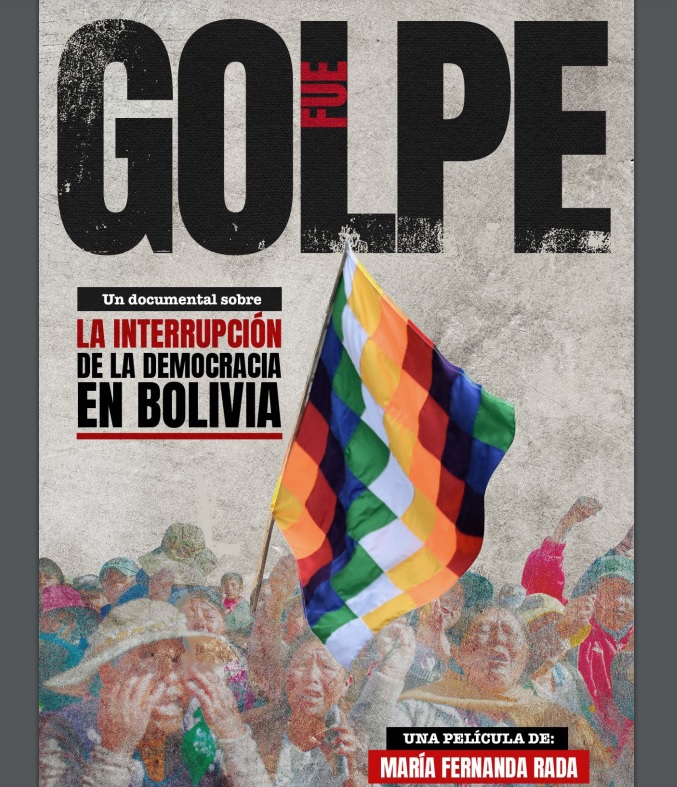 GOLPE
FUE
Un documental sobre
LA INTERRUPCIÓN
DE LA DEMOCRACIA
EN BOLIVIA
UNA PELÍCULA DE:
MARÍA FERNANDA RADA